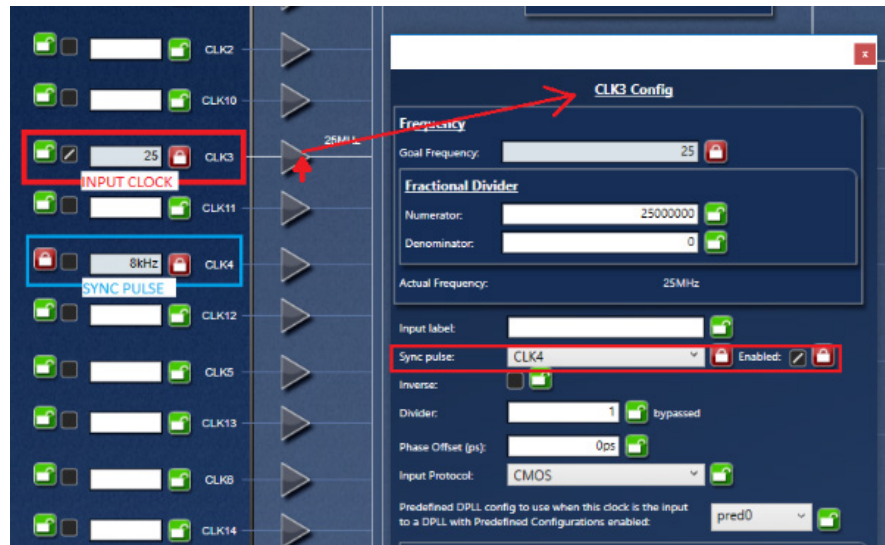 CLK2
CLK10
25 CLK3
INPUT CLOCK
CLK11
8kHz CLK4
SYNC PULSE
CLK12
CLK5
CLK13
CLK6
CLK14
25MHz
x
CLK3 Config
Frequency
Goal Frequency: 25
Fractional Divider
Numerator: 25000000
Denominator: 0
Actual Frequency: 25MHz
Input label:
Sync pulse: CLK4 Enabled:
Inverse:
Divider: 1 bypassed
Phase Offset (ps): 0ps
Input Protocol: CMOS
Predefined DPLL config to use when this clock is the input
to a DPLL with Predefined Configurations enabled: pred0